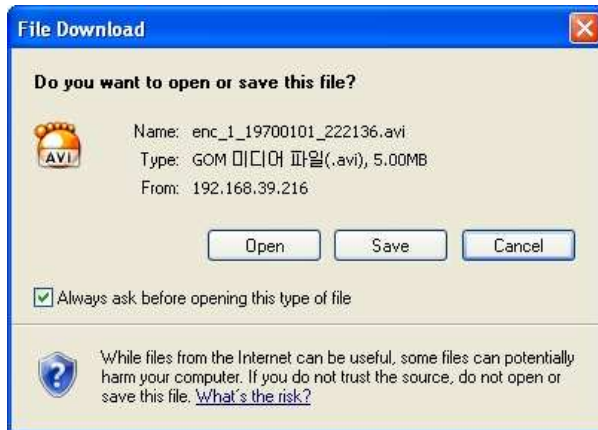 File Download
Do you want to open or save this file?
Name: enc_1_19700101_222136.avi
AVI
Type: GOM 미디어 파일(.avi), 5.00MB
From: 192.168.39.216
Open Save Cancel
Always ask before opening this type of file
While files from the Internet can be useful, some files can potentially
harm your computer. If you do not trust the source, do not open or
save this file. What's the risk?